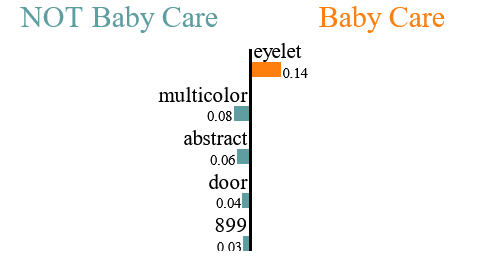 NOT Baby Care Baby Care
eyelet
0.14
multicolor
0.08
abstract
0.06
door
0.04
899
0.03